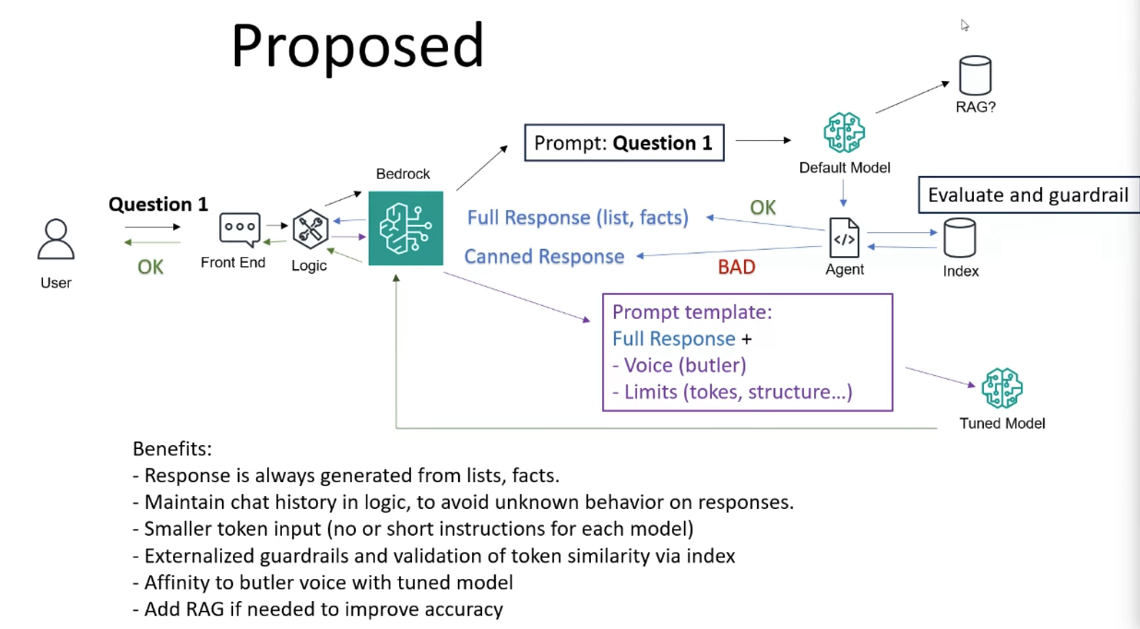 Proposed
RAG?
Prompt: Question 1
Default Model
Bedrock
Evaluate and guardrail
Question 1
Full Response (list, facts)
OK
Canned Response
BAD
OK
Front End
Logic
Agent
Index
User
Prompt template:
Full Response +
- Voice (butler)
- Limits (tokes, structure...)
Tuned Model
Benefits:
- Response is always generated from lists, facts.
- Maintain chat history in logic, to avoid unknown behavior on responses.
- Smaller token input (no or short instructions for each model)
- Externalized guardrails and validation of token similarity via index
- Affinity to butler voice with tuned model
- Add RAG if needed to improve accuracy